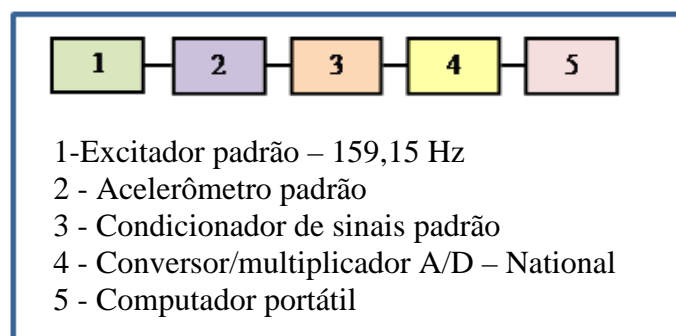 1 2 3 4 5
1-Excitador padrão – 159,15 Hz
2 - Acelerômetro padrão
3 - Condicionador de sinais padrão
4 - Conversor/multiplicador A/D – National
5 - Computador portátil